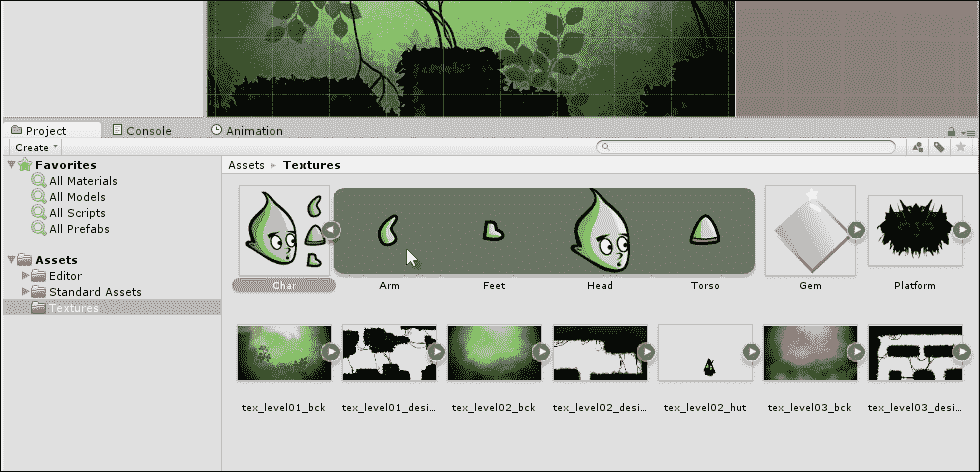 Project Console Animation
Create
Favorites
All Materials
All Models
All Scripts
All Prefabs
Assets
Editor
Standard Assets
Textures
Assets Textures
Char Arm Feet Head Torso Gem Platform
tex_level01_bck tex_level01_desi... tex_level02_bck tex_level02_desi... tex_level02_hut tex_level03_bck tex_level03_desi...